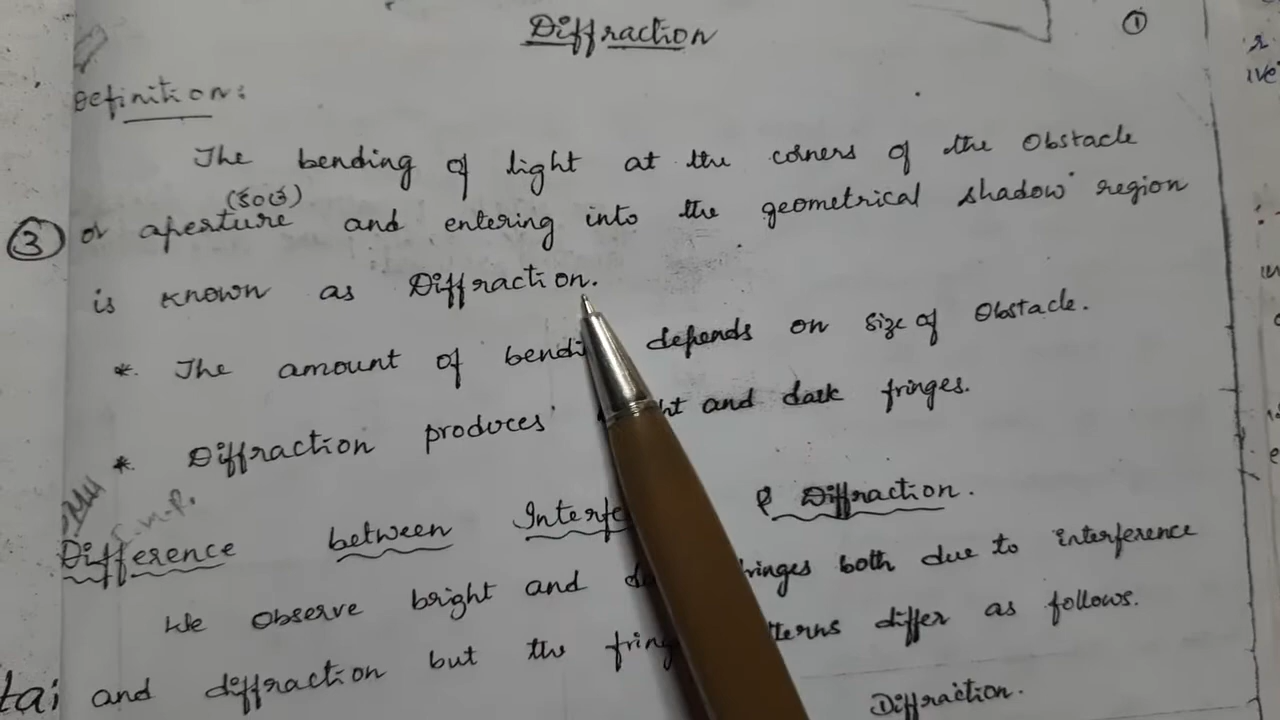 Diffraction
①
Definition:
The bending of light at the corners of the Obstacle
(కంత)
③ or aperture and entering into the geometrical shadow region
is known as Diffraction.
*. The amount of bendi depends on size of Obstacle.
*. Diffraction produces ht and dark fringes.
Difference between Interfe & Diffraction.
We observe bright and d ringes both due to interference
and diffraction but the fring tterns differ as follows.
Diffraction.